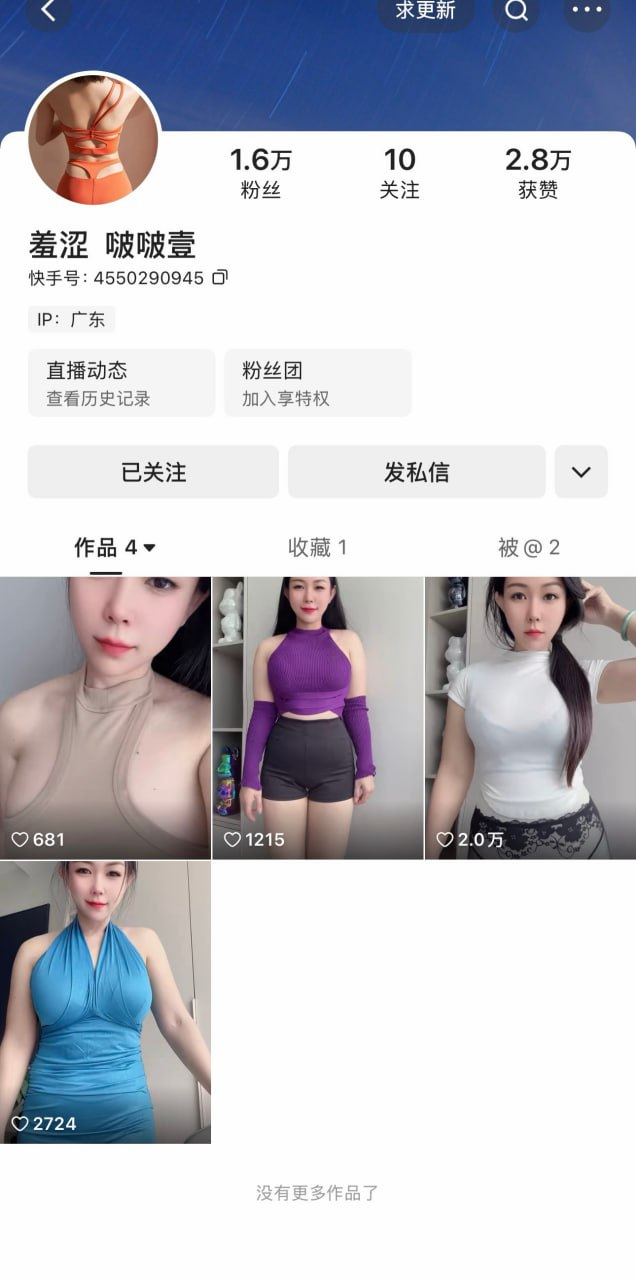 求更新
1.6万
粉丝
10
关注
2.8万
获赞
羞涩 啵啵壹
快手号: 4550290945
IP: 广东
直播动态
查看历史记录
粉丝团
加入享特权
已关注
发私信
作品 4
收藏 1
被@ 2
681
1215
2.0万
2724
没有更多作品了